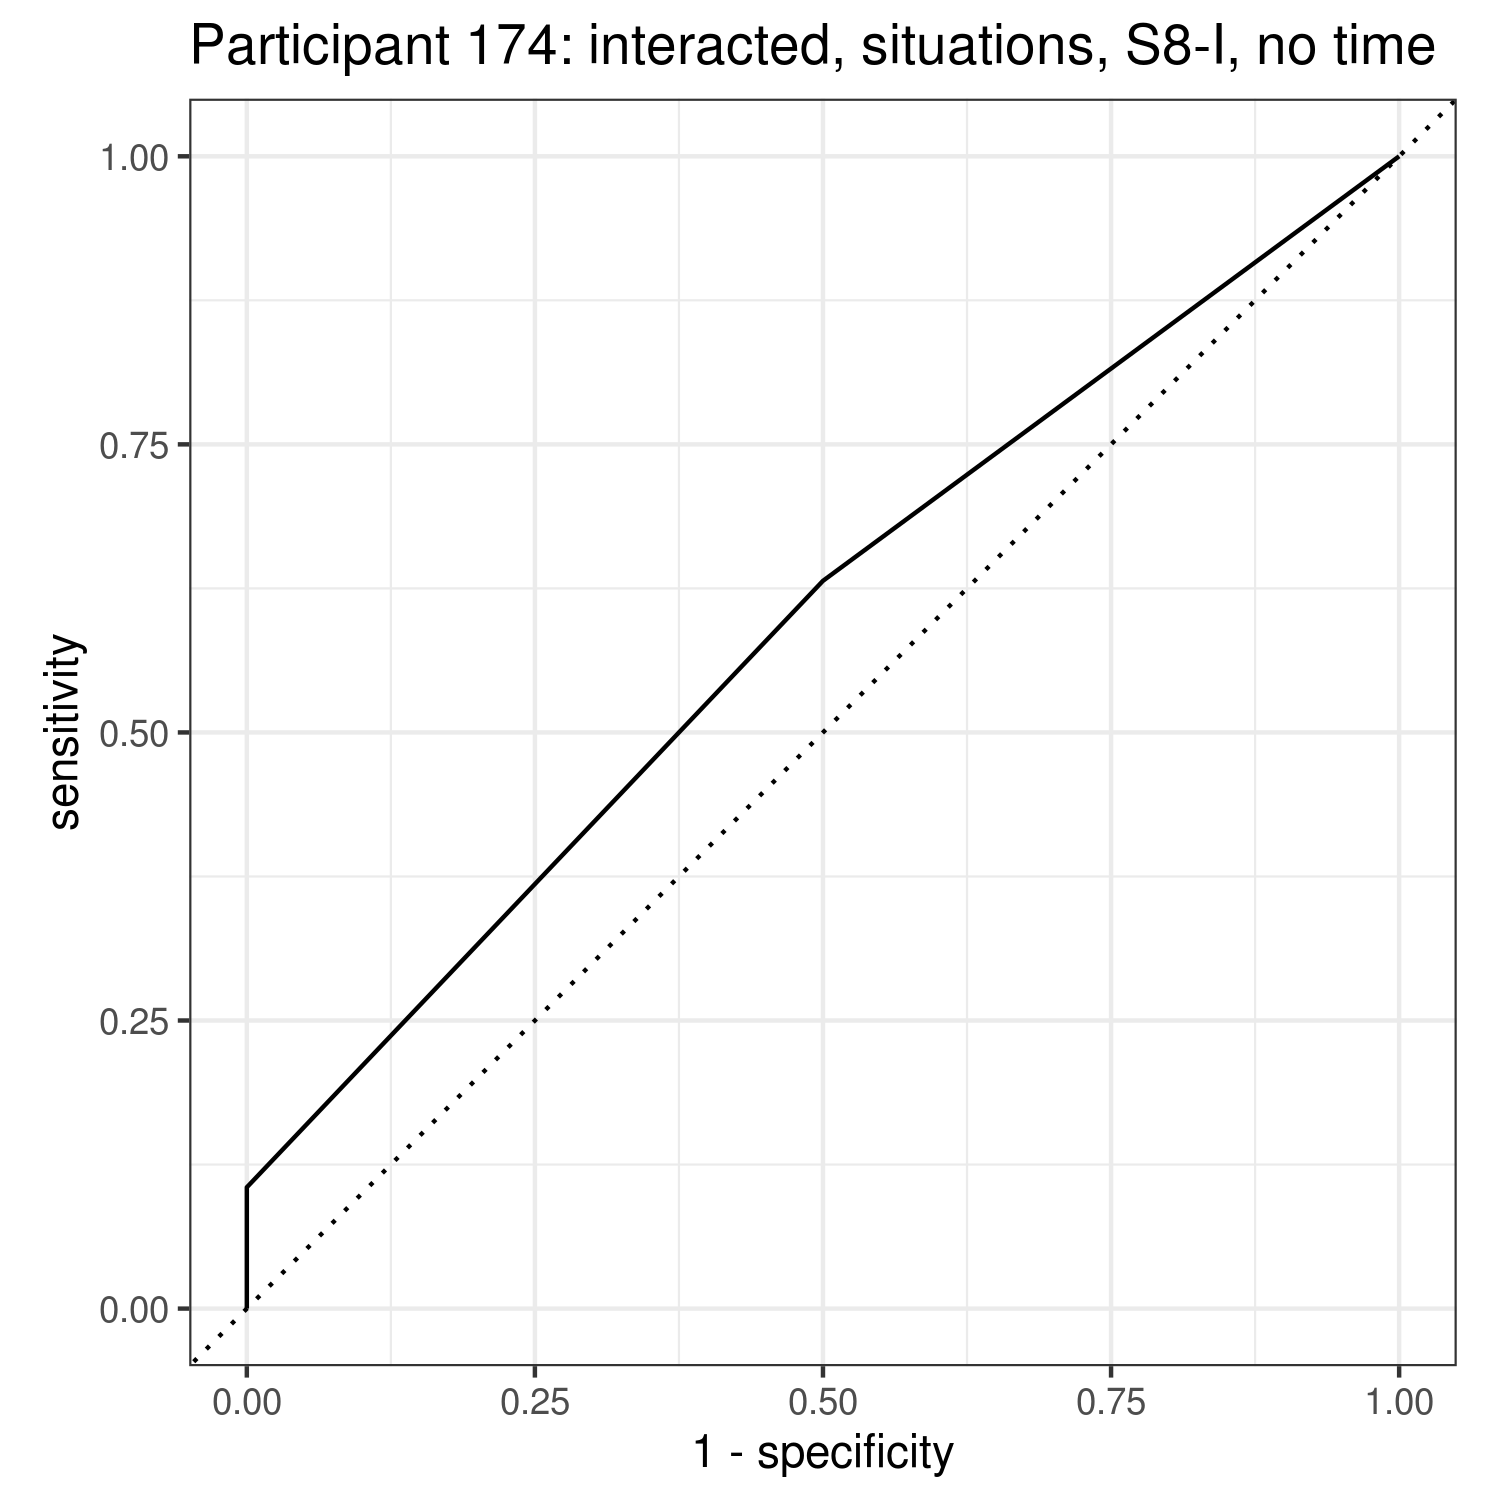 Participant 174: interacted, situations, S8-I, no time
1.00
0.75
0.50
0.25
0.00
sensitivity
0.00 0.25 0.50 0.75 1.00
1 - specificity